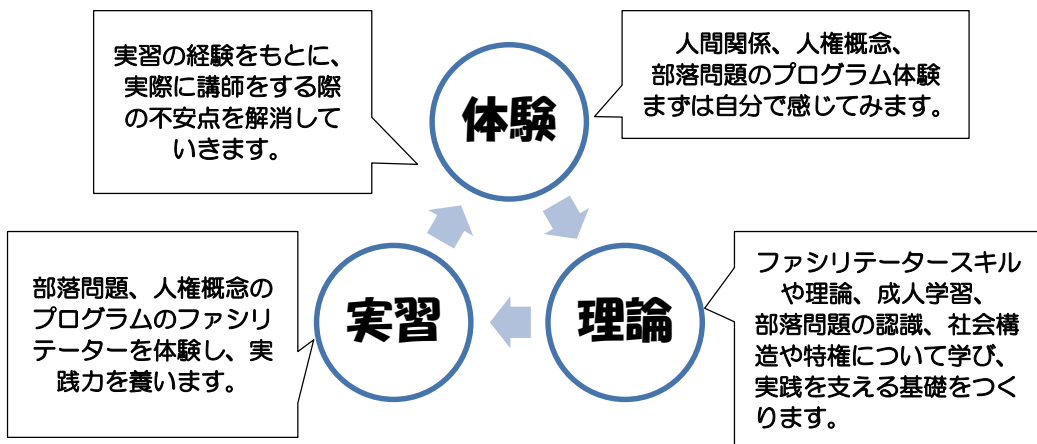 実習の経験をもとに、
実際に講師をする際
の不安点を解消して
いきます。
体験
人間関係、人権概念、
部落問題のプログラム体験
まずは自分で感じてみます。
部落問題、人権概念の
プログラムのファシリ
テーターを体験し、実
践力を養います。
実習
理論
ファシリテータースキル
や理論、成人学習、
部落問題の認識、社会構
造や特権について学び、
実践を支える基礎をつく
ります。